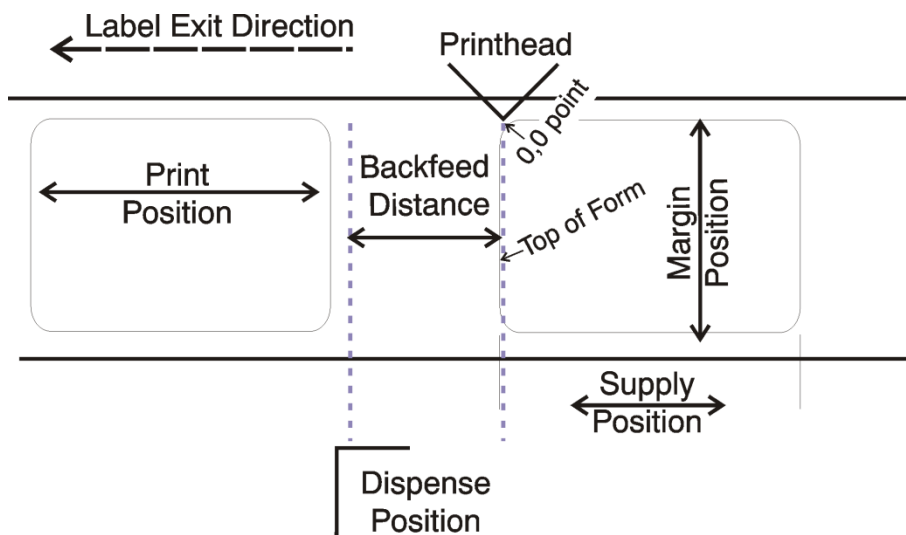 Label Exit Direction
Printhead
0,0 point
Print
Position
Backfeed
Distance
Top of Form
Margin
Position
Supply
Position
Dispense
Position